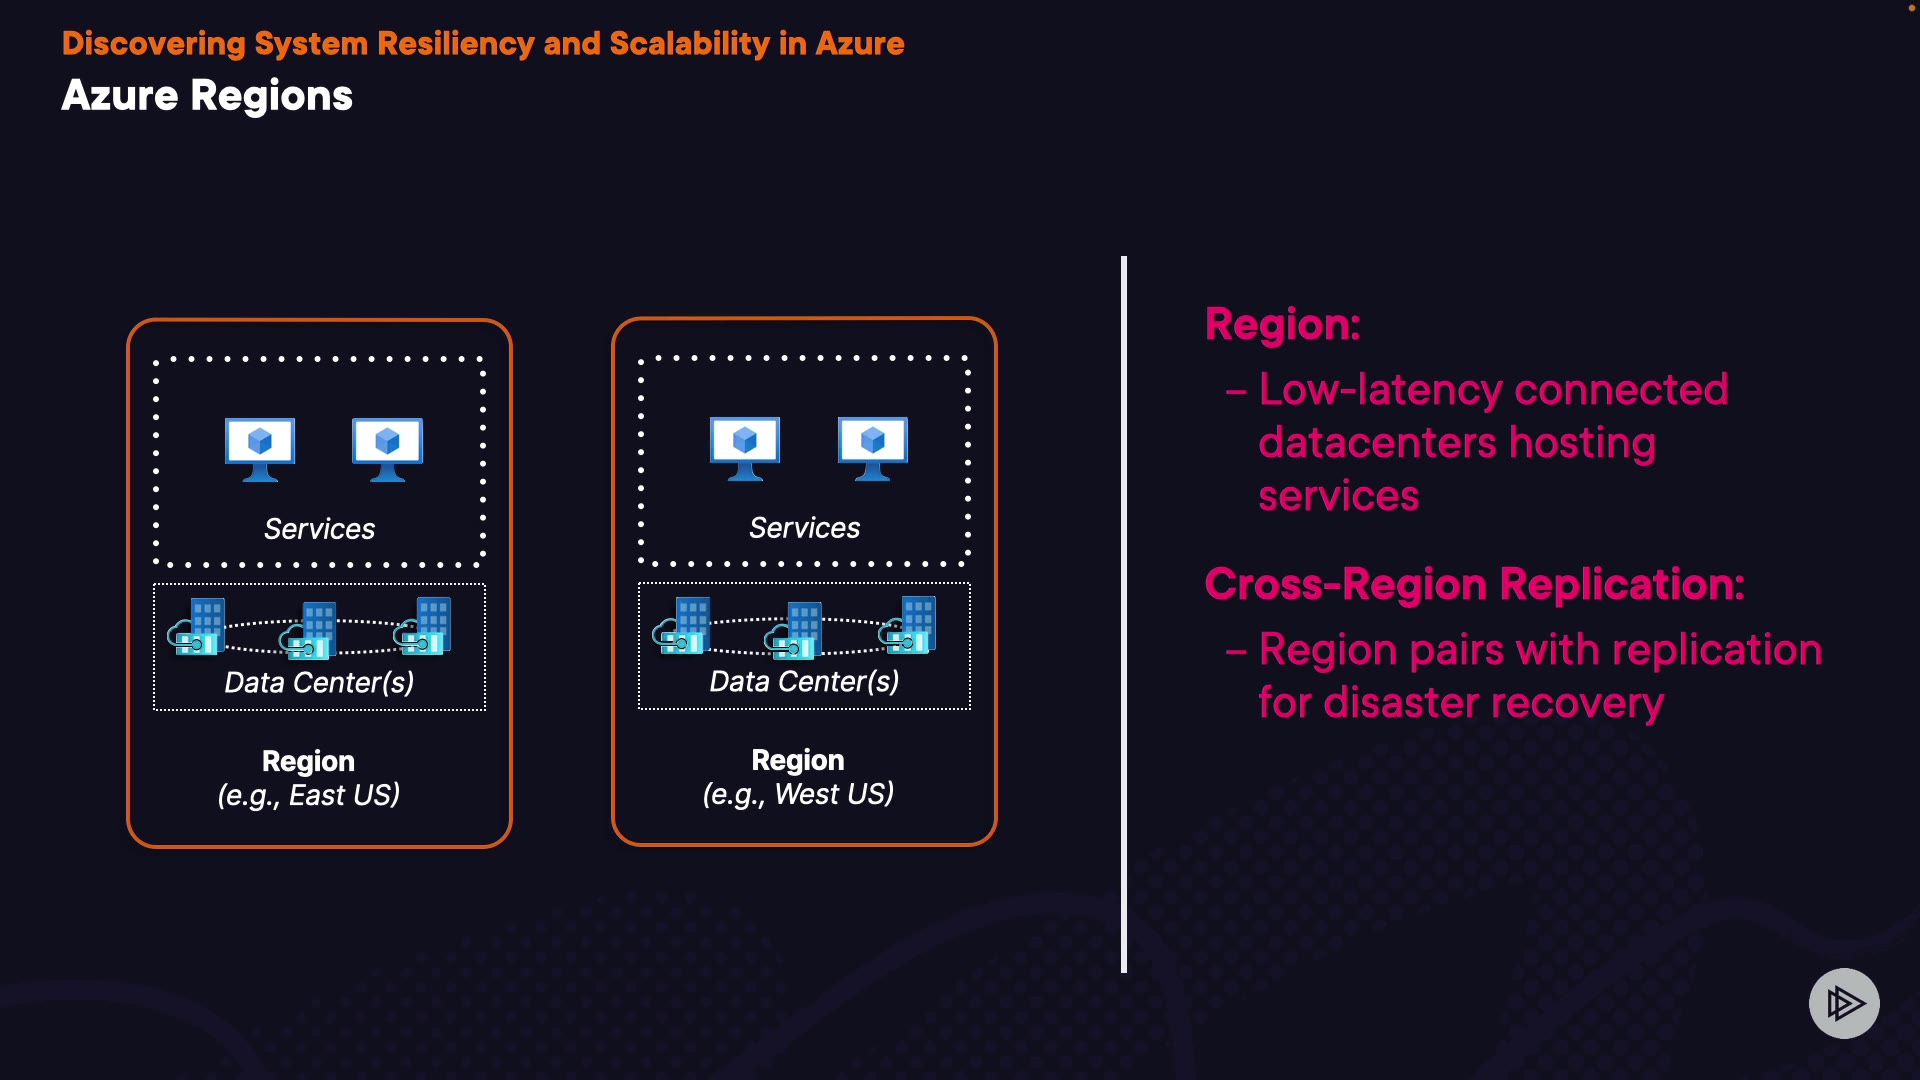 Discovering System Resiliency and Scalability in Azure
Azure Regions
Services
Data Center(s)
Region
(e.g., East US)
Services
Data Center(s)
Region
(e.g., West US)
Region:
– Low-latency connected
datacenters hosting
services
Cross-Region Replication:
– Region pairs with replication
for disaster recovery